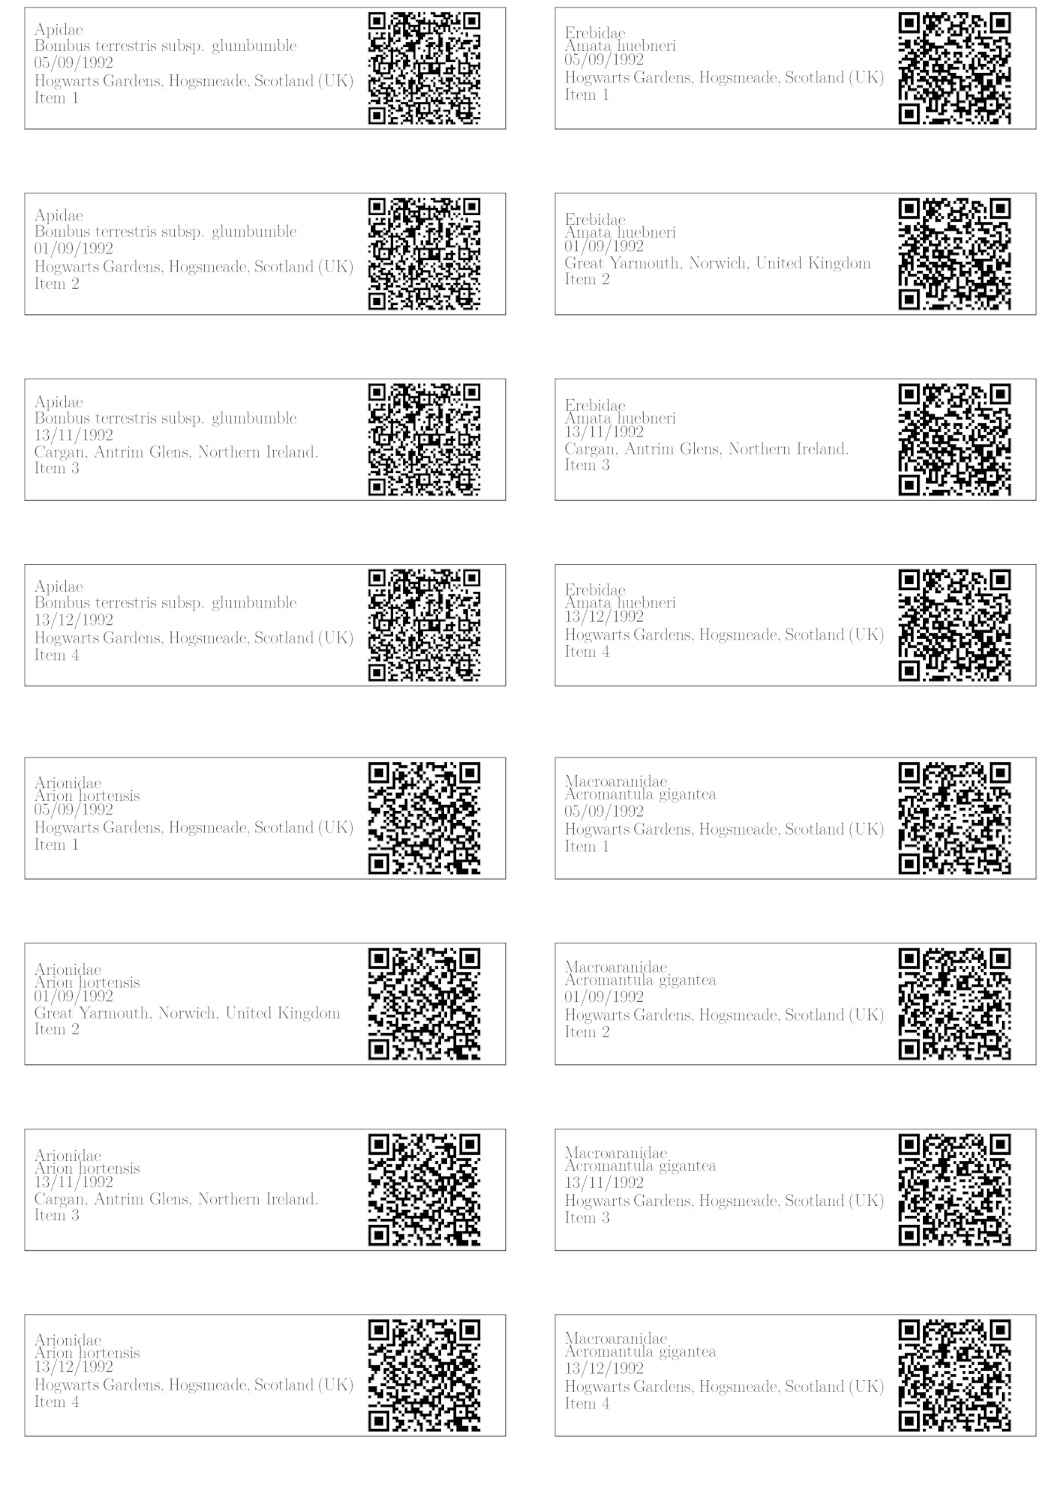 Apidae
Bombus terrestris subsp. glumbumble
05/09/1992
Hogwarts Gardens, Hogsmeade, Scotland (UK)
Item 1
Erebidae
Amata huebneri
05/09/1992
Hogwarts Gardens, Hogsmeade, Scotland (UK)
Item 1
Apidae
Bombus terrestris subsp. glumbumble
01/09/1992
Hogwarts Gardens, Hogsmeade, Scotland (UK)
Item 2
Erebidae
Amata huebneri
01/09/1992
Great Yarmouth, Norwich, United Kingdom
Item 2
Apidae
Bombus terrestris subsp. glumbumble
13/11/1992
Cargan, Antrim Glens, Northern Ireland.
Item 3
Erebidae
Amata huebneri
13/11/1992
Cargan, Antrim Glens, Northern Ireland.
Item 3
Apidae
Bombus terrestris subsp. glumbumble
13/12/1992
Hogwarts Gardens, Hogsmeade, Scotland (UK)
Item 4
Erebidae
Amata huebneri
13/12/1992
Hogwarts Gardens, Hogsmeade, Scotland (UK)
Item 4
Arionidae
Arion hortensis
05/09/1992
Hogwarts Gardens, Hogsmeade, Scotland (UK)
Item 1
Macroaranidae
Acromantula gigantea
05/09/1992
Hogwarts Gardens, Hogsmeade, Scotland (UK)
Item 1
Arionidae
Arion hortensis
01/09/1992
Great Yarmouth, Norwich, United Kingdom
Item 2
Macroaranidae
Acromantula gigantea
01/09/1992
Hogwarts Gardens, Hogsmeade, Scotland (UK)
Item 2
Arionidae
Arion hortensis
13/11/1992
Cargan, Antrim Glens, Northern Ireland.
Item 3
Macroaranidae
Acromantula gigantea
13/11/1992
Hogwarts Gardens, Hogsmeade, Scotland (UK)
Item 3
Arionidae
Arion hortensis
13/12/1992
Hogwarts Gardens, Hogsmeade, Scotland (UK)
Item 4
Macroaranidae
Acromantula gigantea
13/12/1992
Hogwarts Gardens, Hogsmeade, Scotland (UK)
Item 4